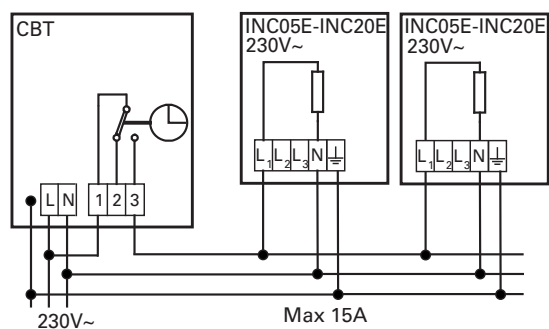 CBT
L N 1 2 3
230V~
INC05E-INC20E
230V~
L1 L2 L3 N
INC05E-INC20E
230V~
L1 L2 L3 N
Max 15A